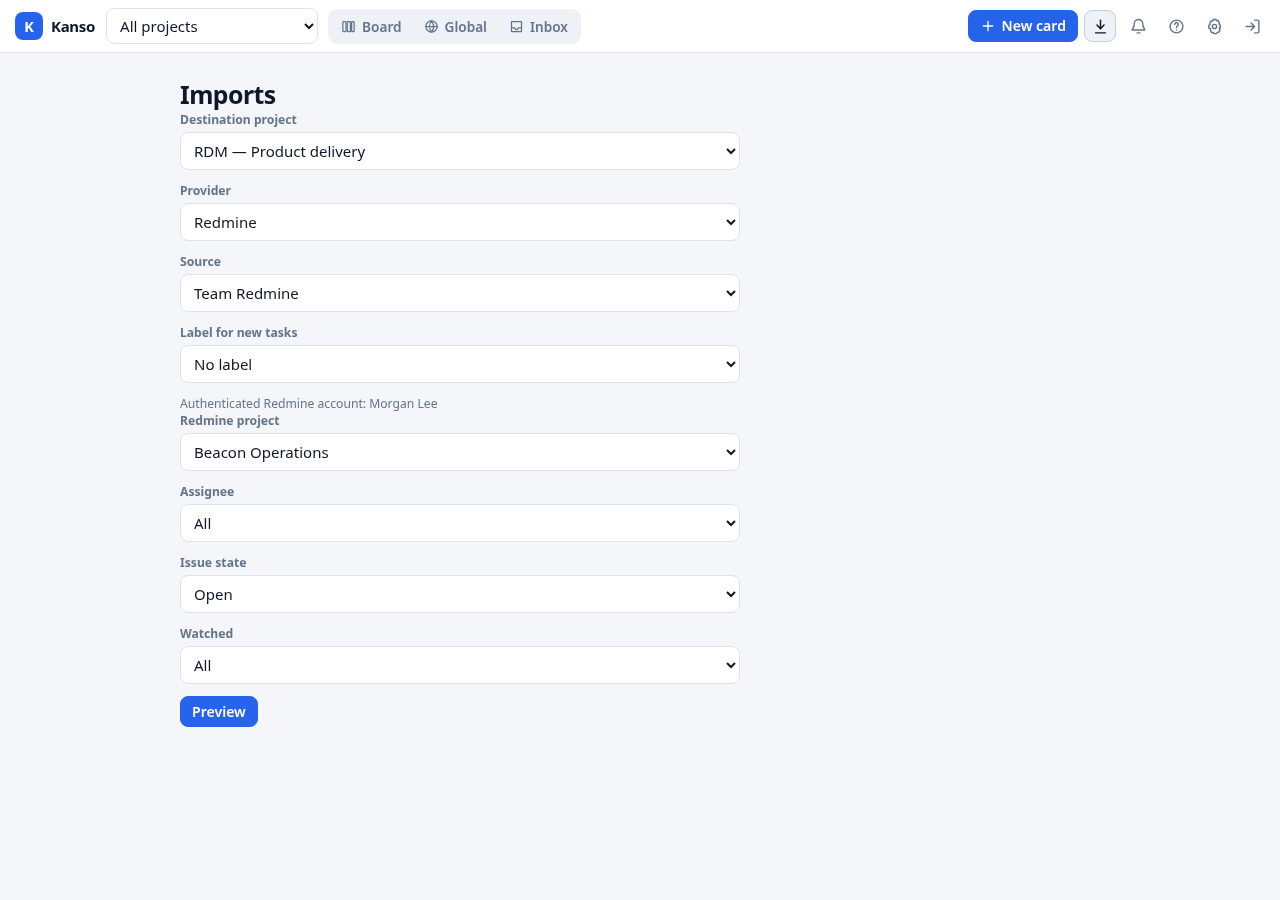 K Kanso All projects Board Global Inbox + New card
Imports
Destination project
RDM — Product delivery
Provider
Redmine
Source
Team Redmine
Label for new tasks
No label
Authenticated Redmine account: Morgan Lee
Redmine project
Beacon Operations
Assignee
All
Issue state
Open
Watched
All
Preview